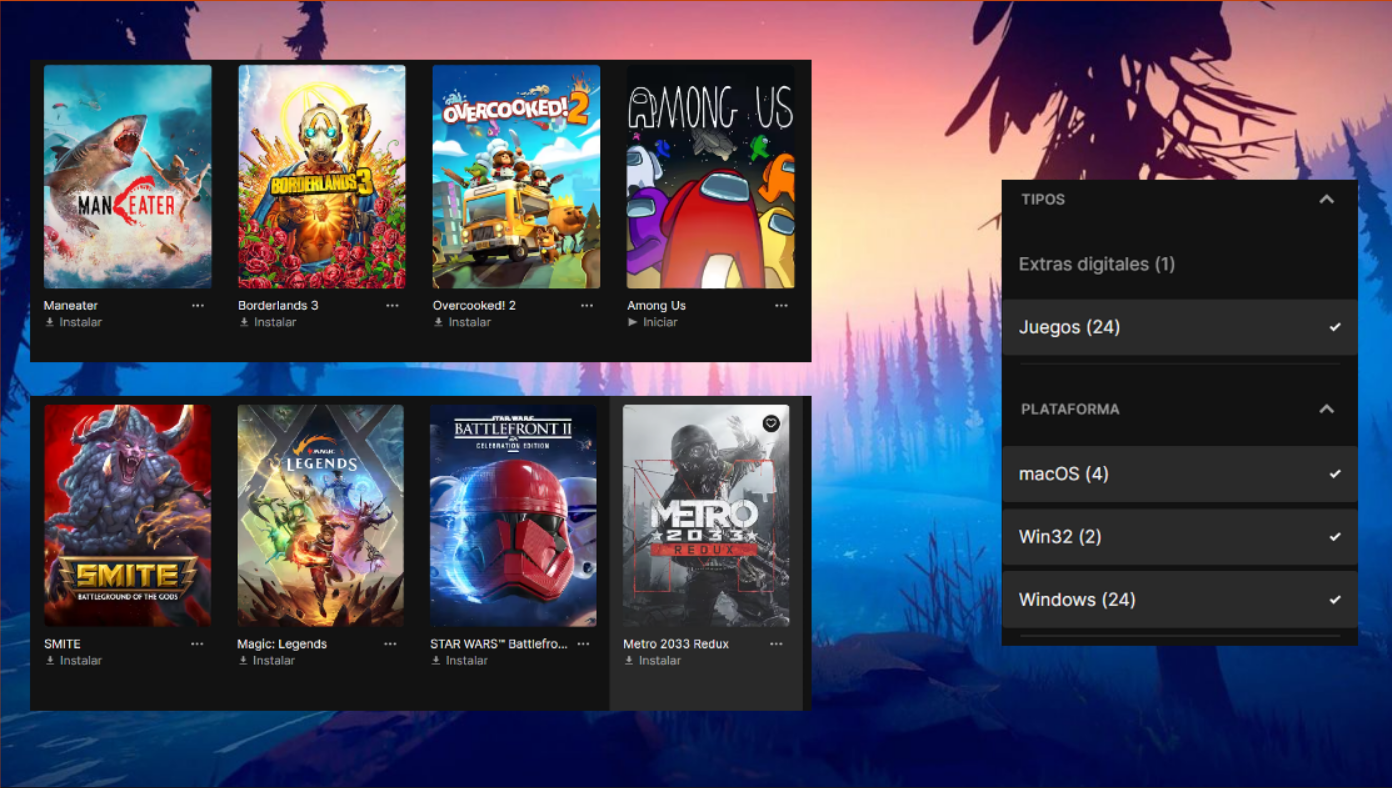 MANEATER
BORDERLANDS 3
OVERCOOKED! 2
AMONG US
Maneater ...
Instalar
Borderlands 3 ...
Instalar
Overcooked! 2 ...
Instalar
Among Us ...
Iniciar
SMITE
BATTLEGROUND OF THE GODS
MAGIC
LEGENDS
STAR WARS
BATTLEFRONT II
CELEBRATION EDITION
METRO
2033
REDUX
SMITE ...
Instalar
Magic: Legends ...
Instalar
STAR WARS™ Battlefro... ...
Instalar
Metro 2033 Redux ...
Instalar
TIPOS
Extras digitales (1)
Juegos (24)
PLATAFORMA
macOS (4)
Win32 (2)
Windows (24)